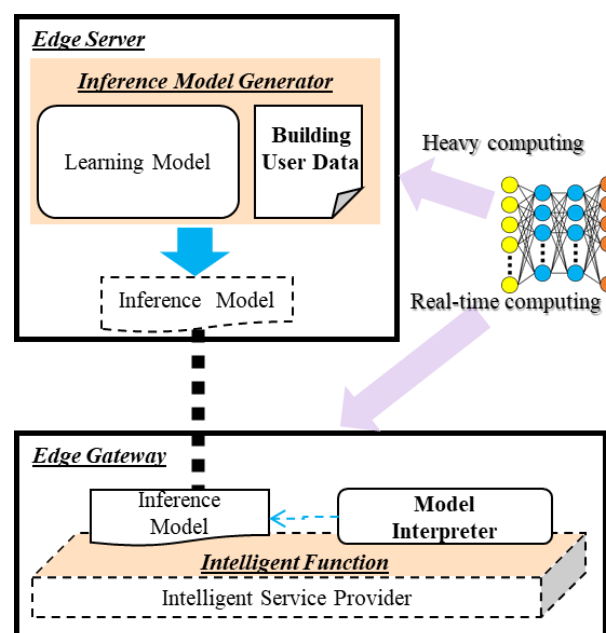 Edge Server
Inference Model Generator
Learning Model
Building
User Data
Heavy computing
Inference Model
Real-time computing
Edge Gateway
Inference
Model
Model
Interpreter
Intelligent Function
Intelligent Service Provider